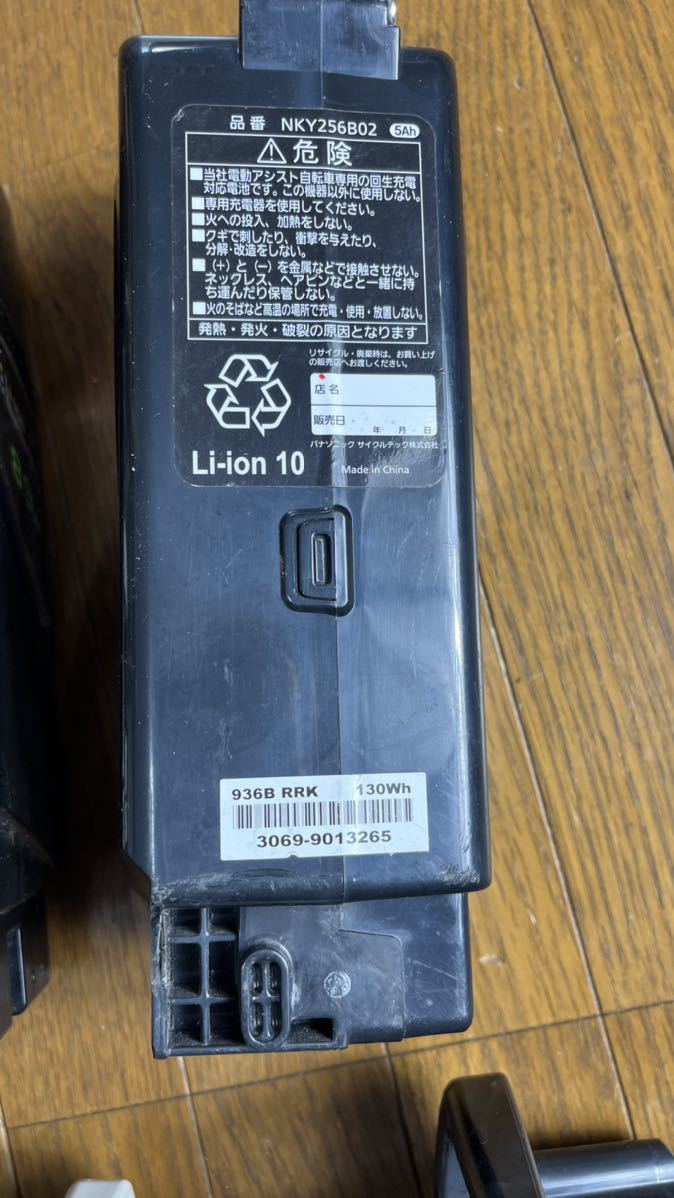 品番 NKY256B02 5Ah
⚠危険
■当社電動アシスト自転車専用の回生充電
対応電池です。この機器以外に使用しない。
■専用充電器を使用してください。
■火への投入、加熱をしない。
■クギで刺したり、衝撃を与えたり、
分解・改造をしない。
■(+)と(−)を金属などで接触させない。
ネックレス、ヘアピンなどと一緒に持
ち運んだり保管しない。
■火のそばなど高温の場所で充電・使用・放置しない。
発熱・発火・破裂の原因となります
リサイクル・廃棄時は、お買い上げ
の販売店へお渡しください。
店名
販売日
年 月 日
パナソニック サイクルテック株式会社
Li-ion 10
Made in China
936B RRK 130Wh
3069-9013265